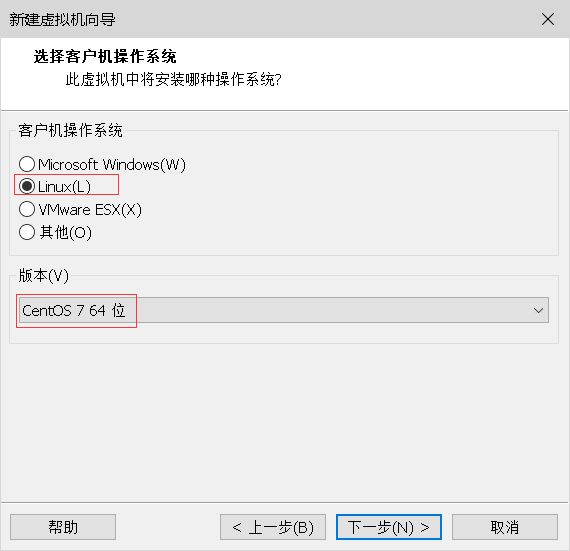 新建虚拟机向导
选择客户机操作系统
此虚拟机中将安装哪种操作系统?
客户机操作系统
Microsoft Windows(W)
Linux(L)
VMware ESX(X)
其他(O)
版本(V)
CentOS 7 64 位
帮助
< 上一步(B)
下一步(N) >
取消